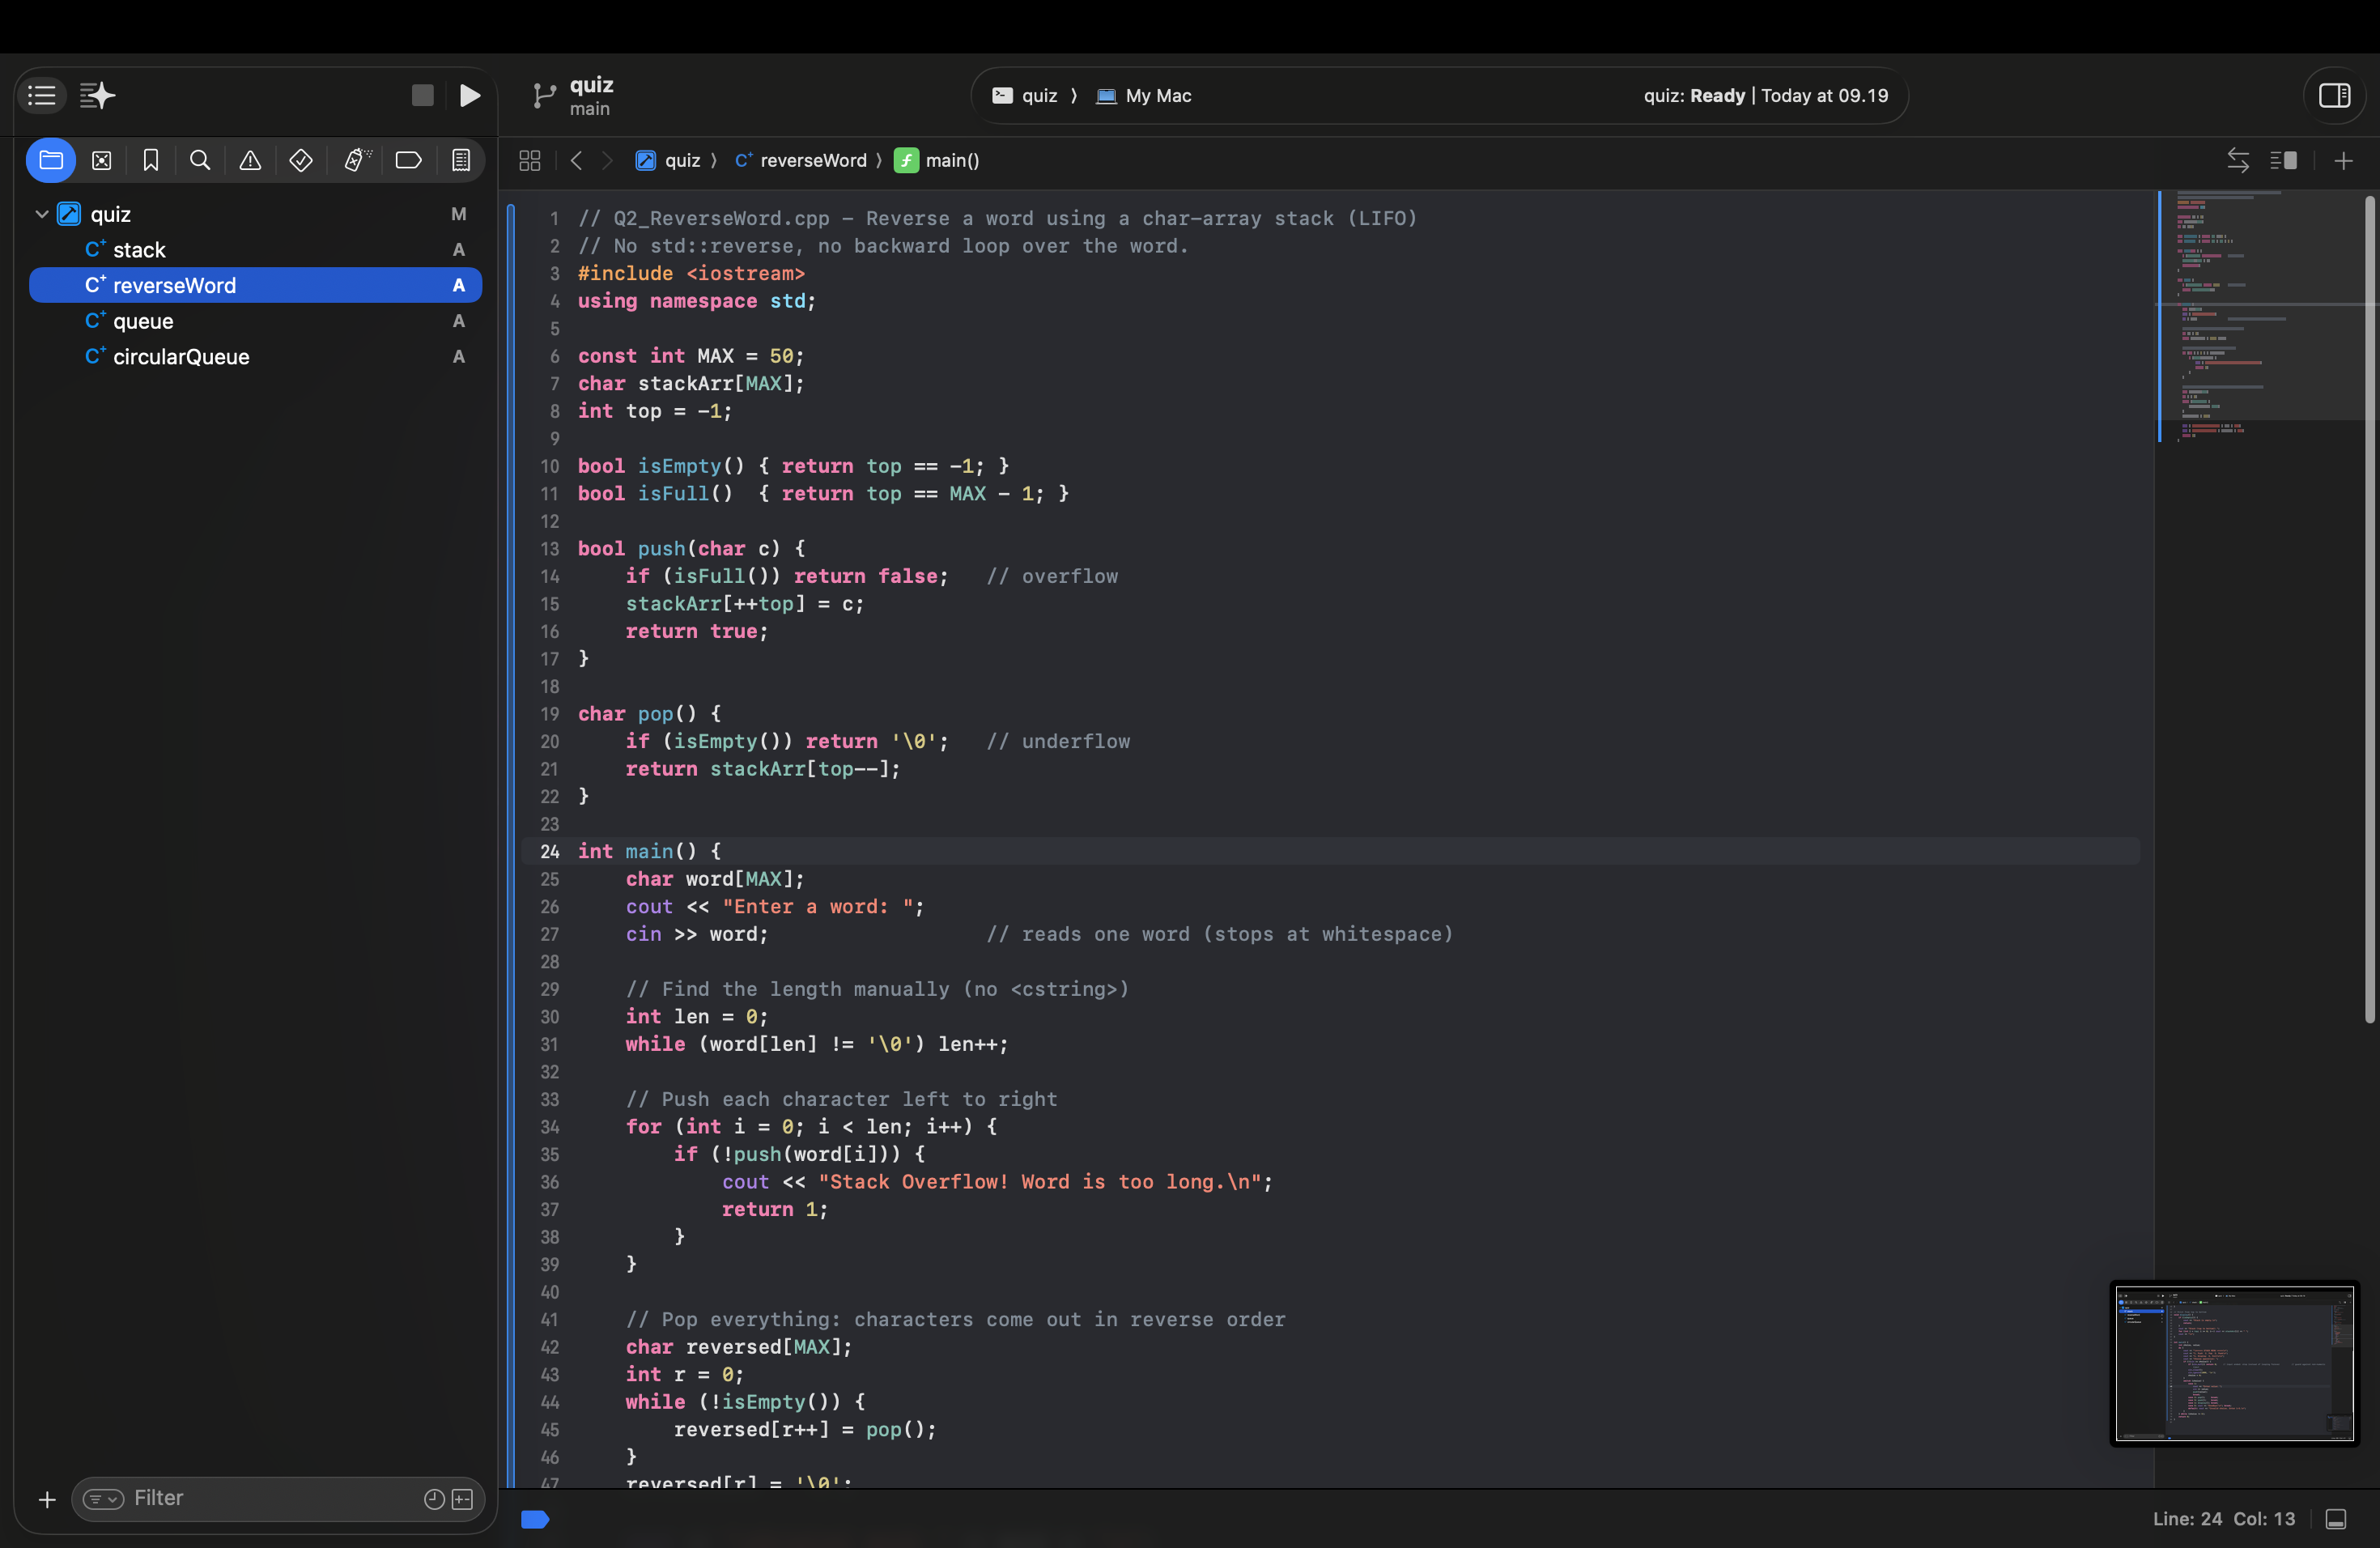 quiz
main
quiz ⟩ My Mac
quiz: Ready | Today at 09.19
quiz ⟩ reverseWord ⟩ main()
quiz M
stack A
reverseWord A
queue A
circularQueue A
1 // Q2_ReverseWord.cpp – Reverse a word using a char-array stack (LIFO)
2 // No std::reverse, no backward loop over the word.
3 #include <iostream>
4 using namespace std;
5
6 const int MAX = 50;
7 char stackArr[MAX];
8 int top = -1;
9
10 bool isEmpty() { return top == -1; }
11 bool isFull()  { return top == MAX - 1; }
12
13 bool push(char c) {
14     if (isFull()) return false;   // overflow
15     stackArr[++top] = c;
16     return true;
17 }
18
19 char pop() {
20     if (isEmpty()) return '\0';   // underflow
21     return stackArr[top--];
22 }
23
24 int main() {
25     char word[MAX];
26     cout << "Enter a word: ";
27     cin >> word;                  // reads one word (stops at whitespace)
28
29     // Find the length manually (no <cstring>)
30     int len = 0;
31     while (word[len] != '\0') len++;
32
33     // Push each character left to right
34     for (int i = 0; i < len; i++) {
35         if (!push(word[i])) {
36             cout << "Stack Overflow! Word is too long.\n";
37             return 1;
38         }
39     }
40
41     // Pop everything: characters come out in reverse order
42     char reversed[MAX];
43     int r = 0;
44     while (!isEmpty()) {
45         reversed[r++] = pop();
46     }
47     reversed[r] = '\0';
Filter
Line: 24 Col: 13